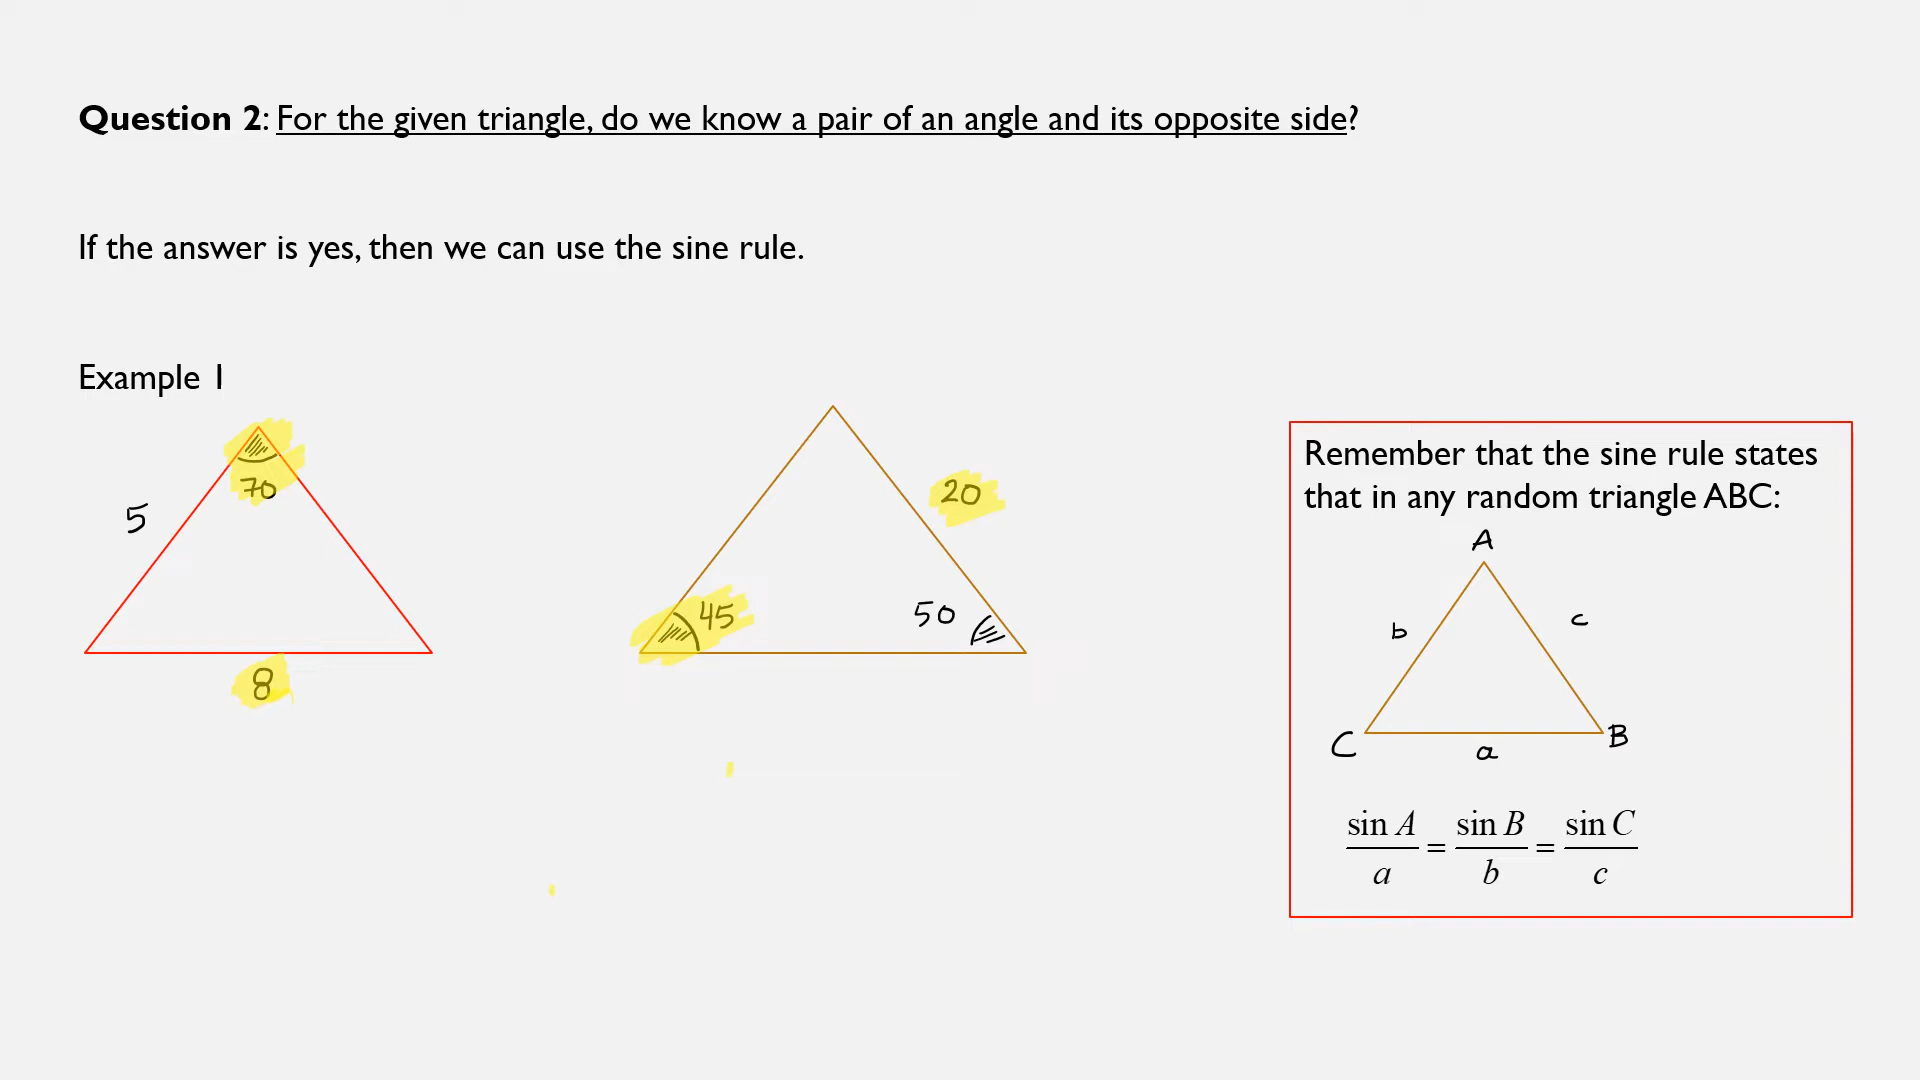 Question 2: For the given triangle, do we know a pair of an angle and its opposite side?
If the answer is yes, then we can use the sine rule.
Example 1
70
5
8
20
45
50
Remember that the sine rule states
that in any random triangle ABC:
A
b
c
C
B
a
sin A / a = sin B / b = sin C / c